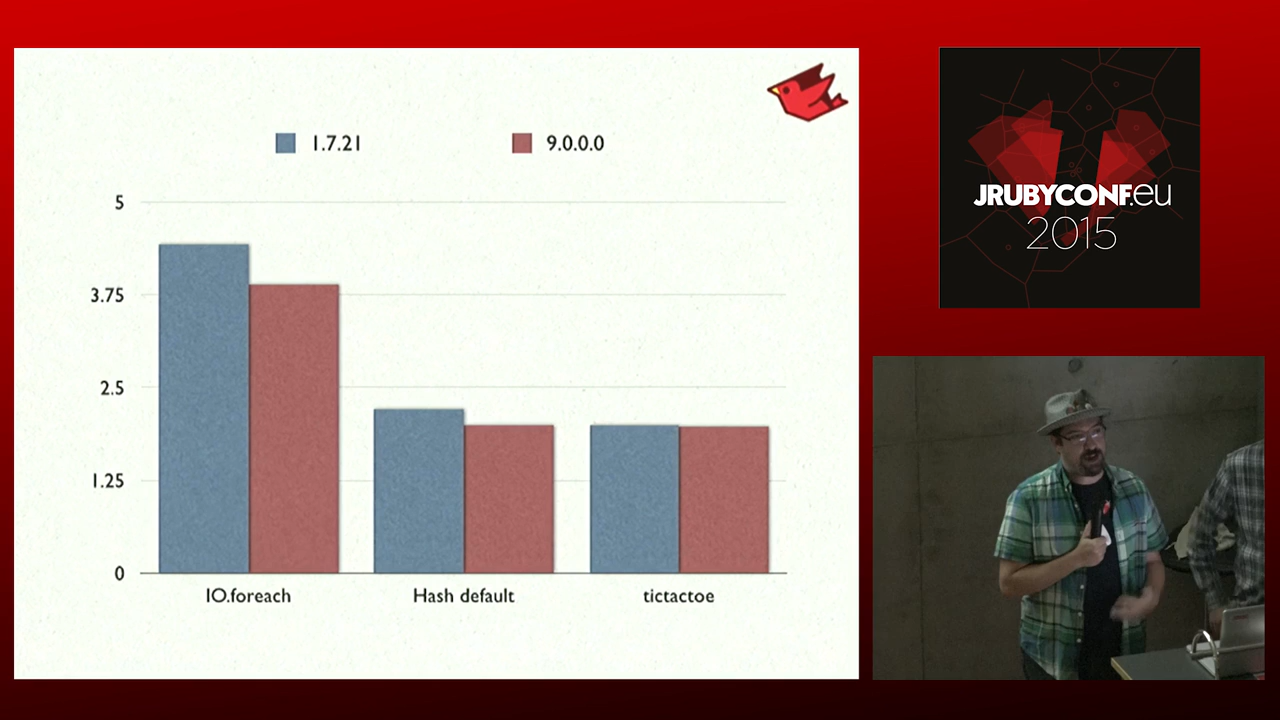 1.7.21
9.0.0.0
5
3.75
2.5
1.25
0
IO.foreach
Hash default
tictactoe
JRUBYCONF.eu
2015